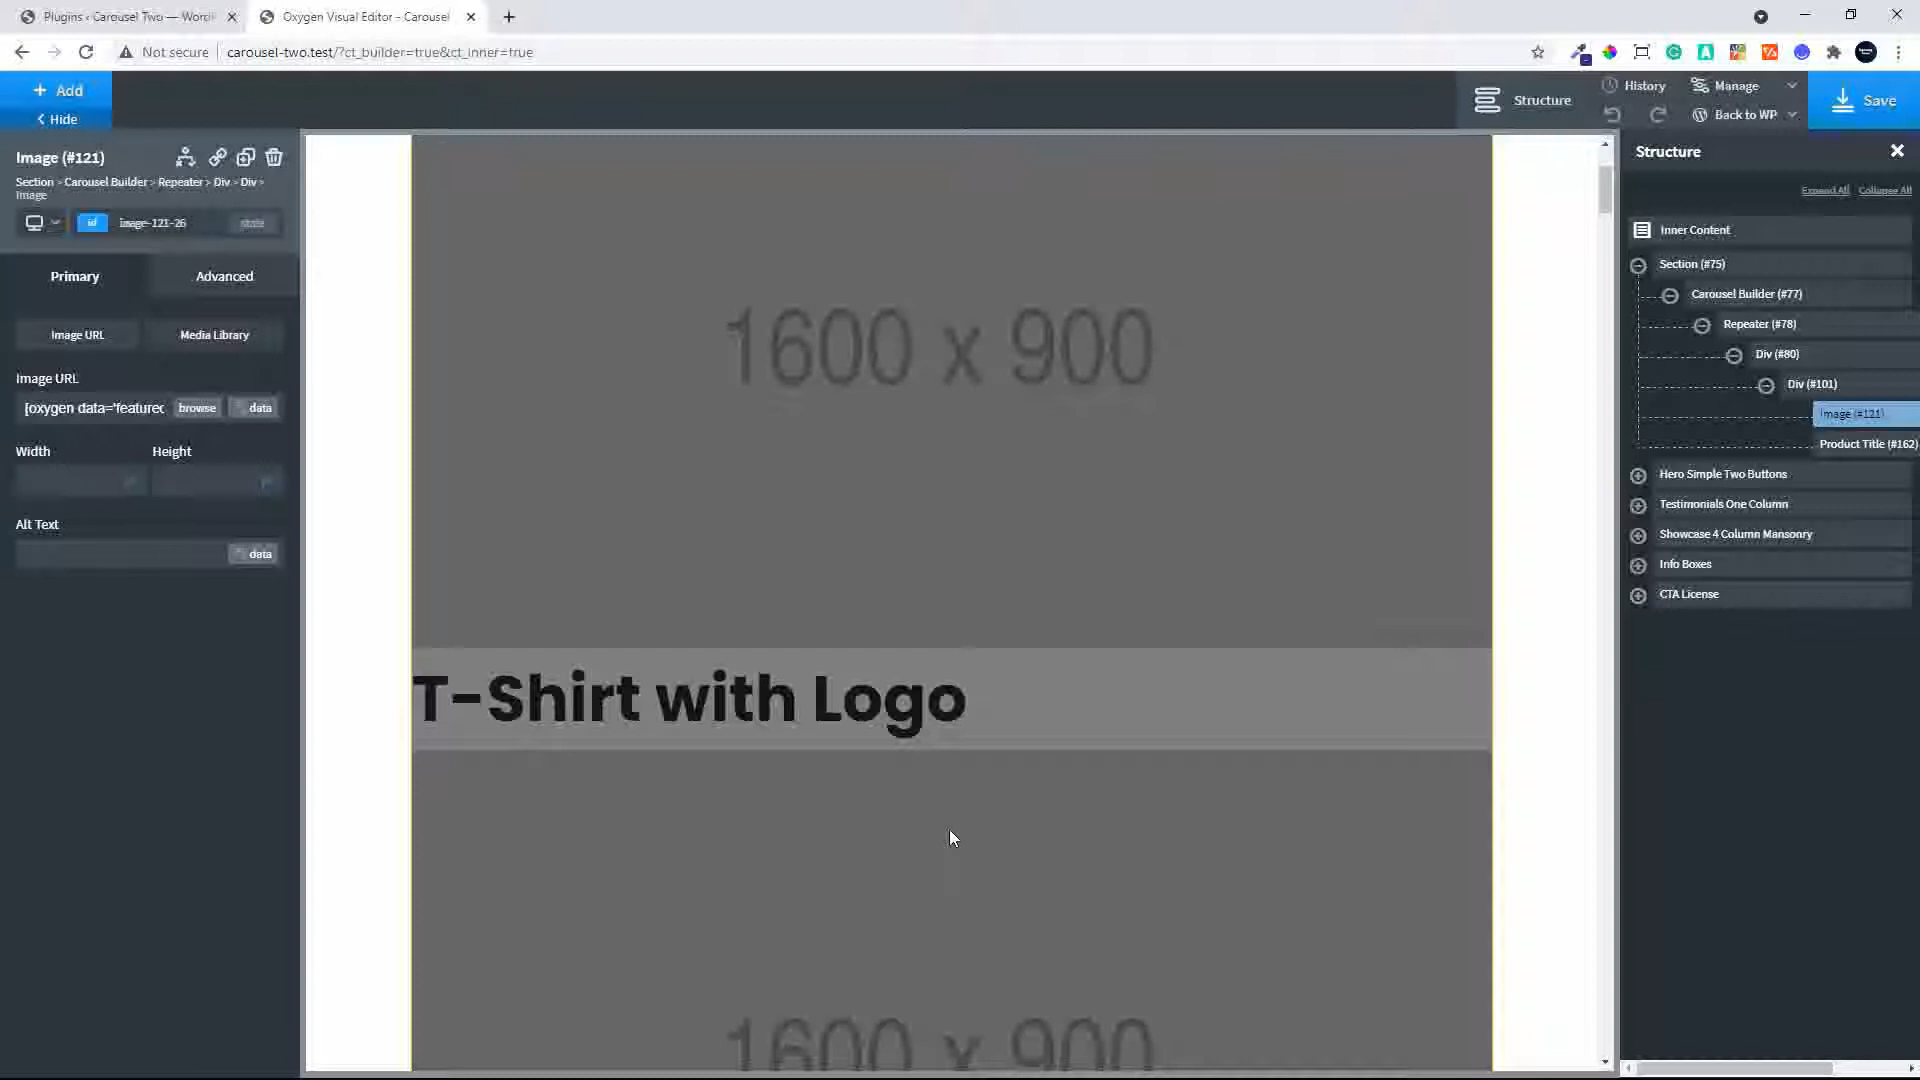 Plugins ‹ Carousel Two — Word
Oxygen Visual Editor - Carousel
Not secure
carousel-two.test/?ct_builder=true&ct_inner=true
+ Add
Hide
Structure
History
Manage
Back to WP
Save
Image (#121)
Section > Carousel Builder > Repeater > Div > Div >
Image
id
image-121-26
state
Primary
Advanced
Image URL
Media Library
Image URL
[oxygen data='featured
browse
data
Width
Height
Alt Text
data
1600 x 900
T-Shirt with Logo
1600 x 900
Structure
Expand All
Collapse All
Inner Content
Section (#75)
Carousel Builder (#77)
Repeater (#78)
Div (#80)
Div (#101)
Image (#121)
Product Title (#162)
Hero Simple Two Buttons
Testimonials One Column
Showcase 4 Column Mansonry
Info Boxes
CTA License